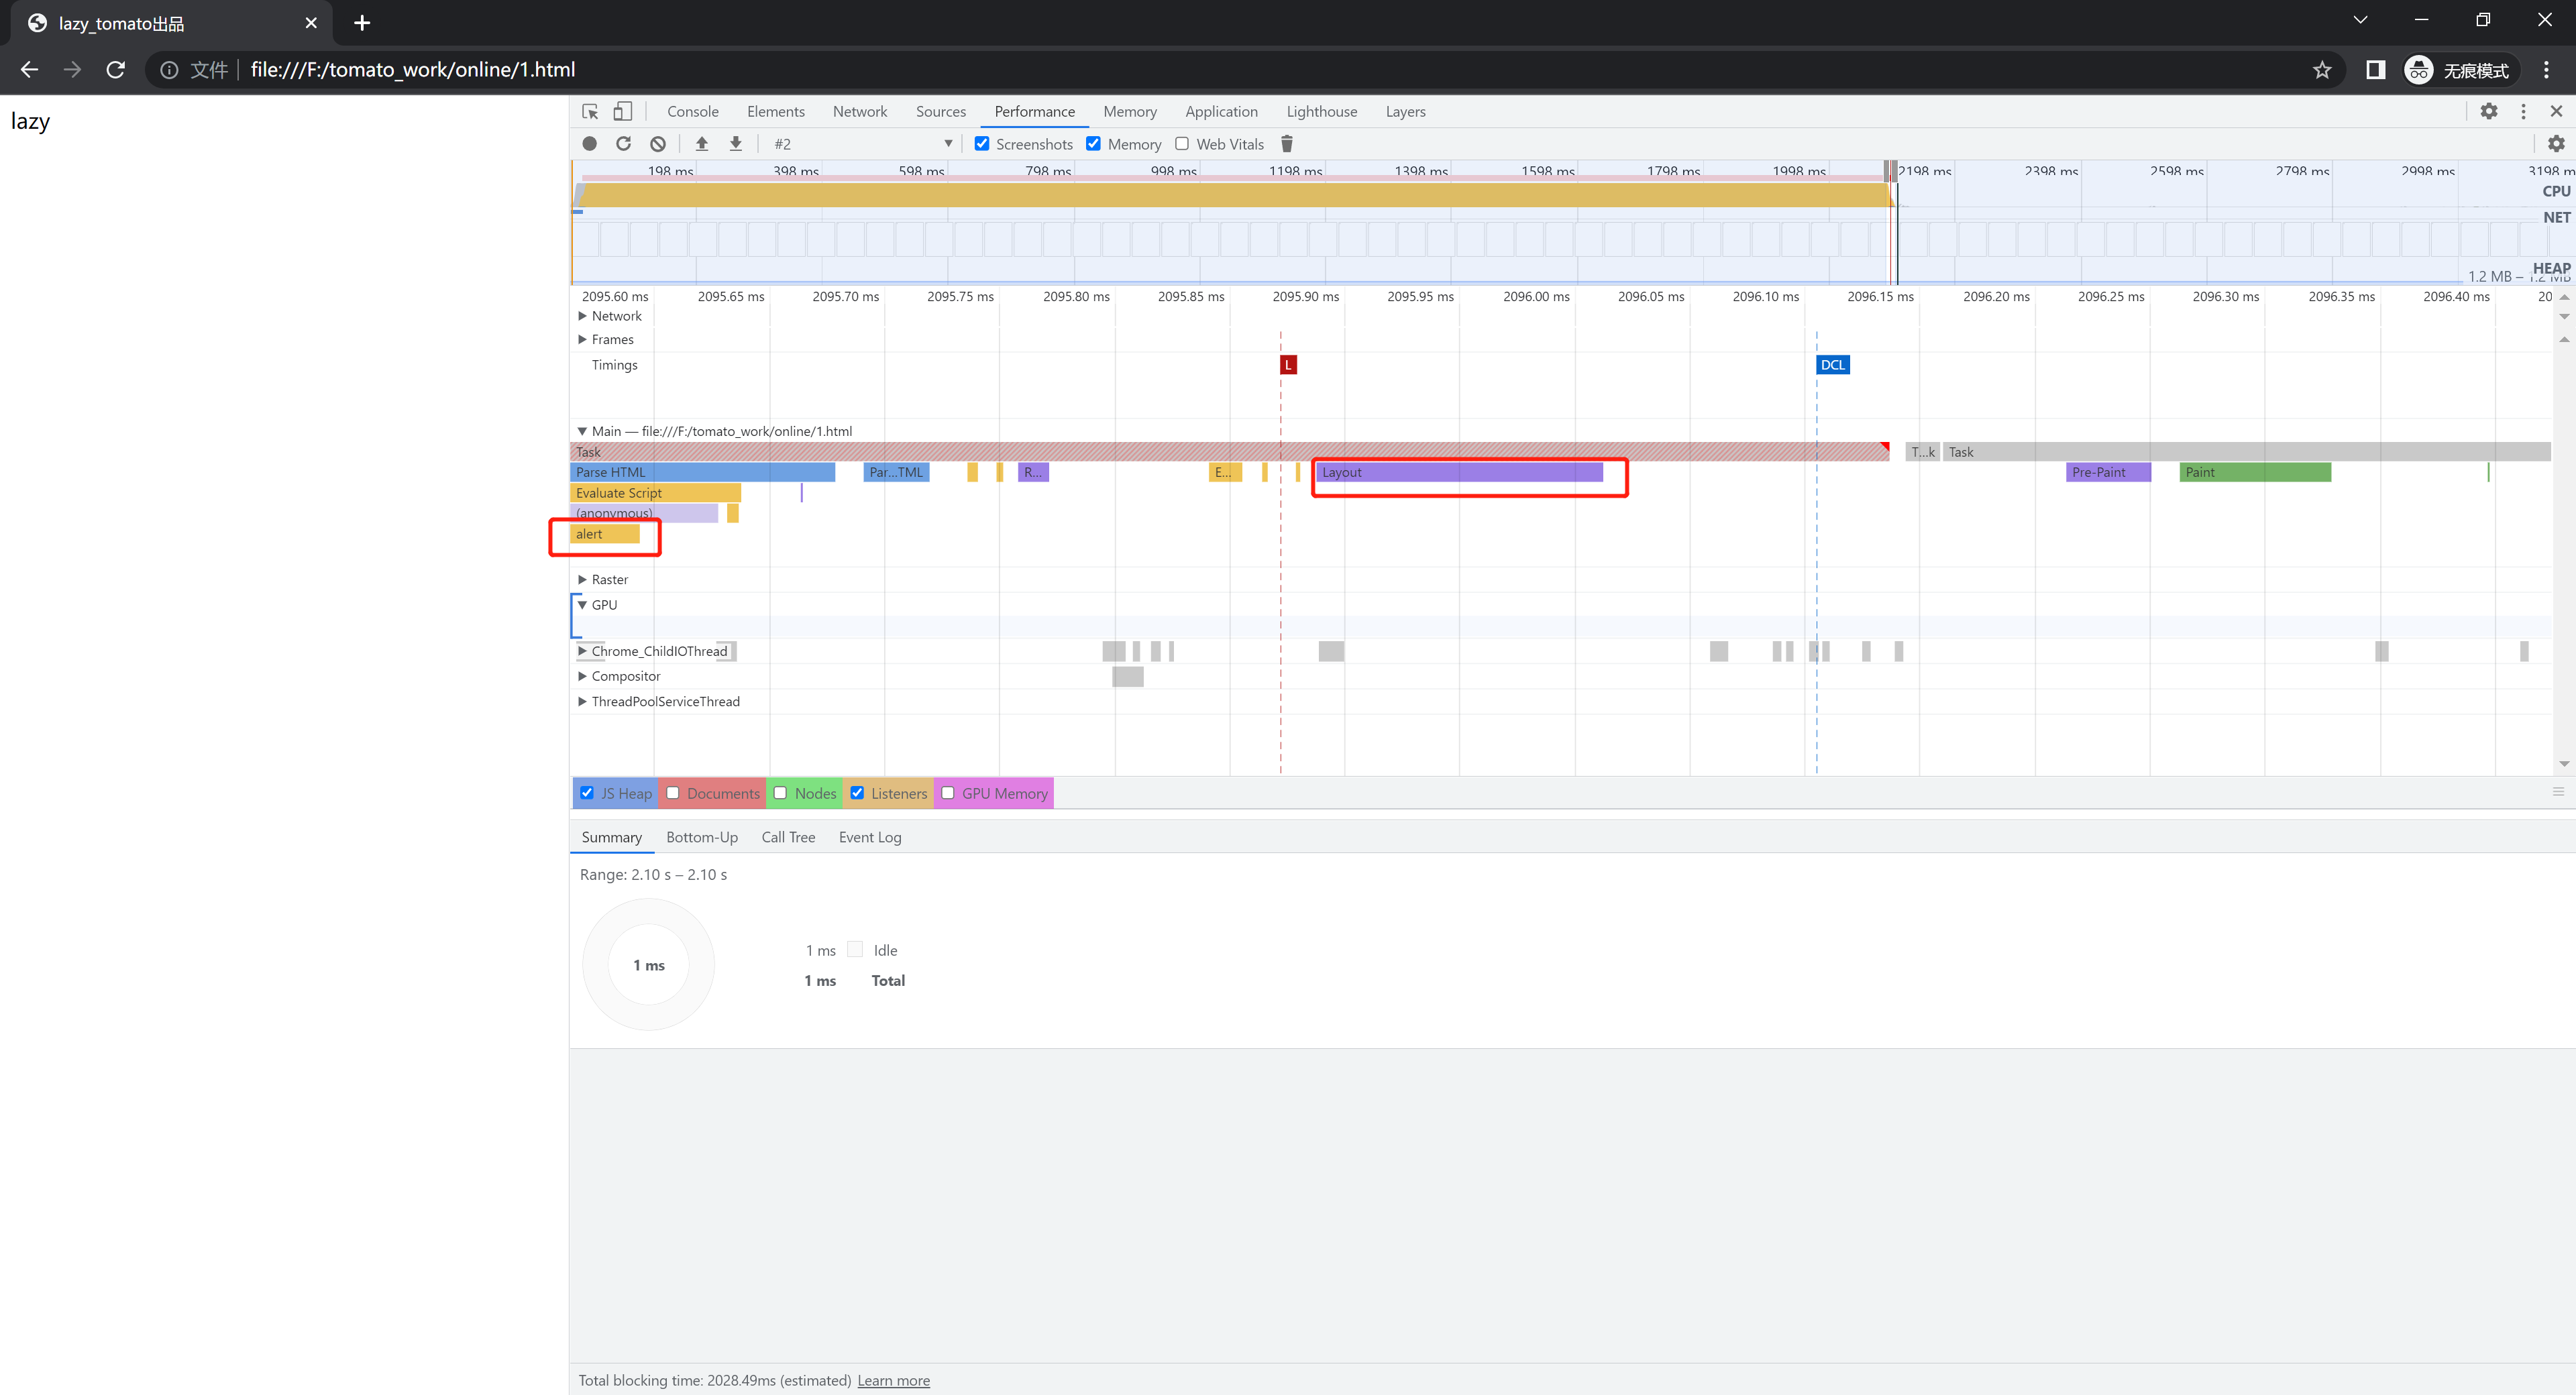 lazy_tomato出品
文件 file:///F:/tomato_work/online/1.html 无痕模式
lazy
Console Elements Network Sources Performance Memory Application Lighthouse Layers
#2 Screenshots Memory Web Vitals
198 ms 398 ms 598 ms 798 ms 998 ms 1198 ms 1398 ms 1598 ms 1798 ms 1998 ms 2198 ms 2398 ms 2598 ms 2798 ms 2998 ms 3198 m
CPU
NET
HEAP
1.2 MB – 1.2 MB
2095.60 ms 2095.65 ms 2095.70 ms 2095.75 ms 2095.80 ms 2095.85 ms 2095.90 ms 2095.95 ms 2096.00 ms 2096.05 ms 2096.10 ms 2096.15 ms 2096.20 ms 2096.25 ms 2096.30 ms 2096.35 ms 2096.40 ms 20
Network
Frames
Timings L DCL
Main — file:///F:/tomato_work/online/1.html
Task T...k Task
Parse HTML Par...TML R... E... Layout Pre-Paint Paint
Evaluate Script
(anonymous)
alert
Raster
GPU
Chrome_ChildIOThread
Compositor
ThreadPoolServiceThread
JS Heap Documents Nodes Listeners GPU Memory
Summary Bottom-Up Call Tree Event Log
Range: 2.10 s – 2.10 s
1 ms
1 ms Idle
1 ms Total
Total blocking time: 2028.49ms (estimated) Learn more